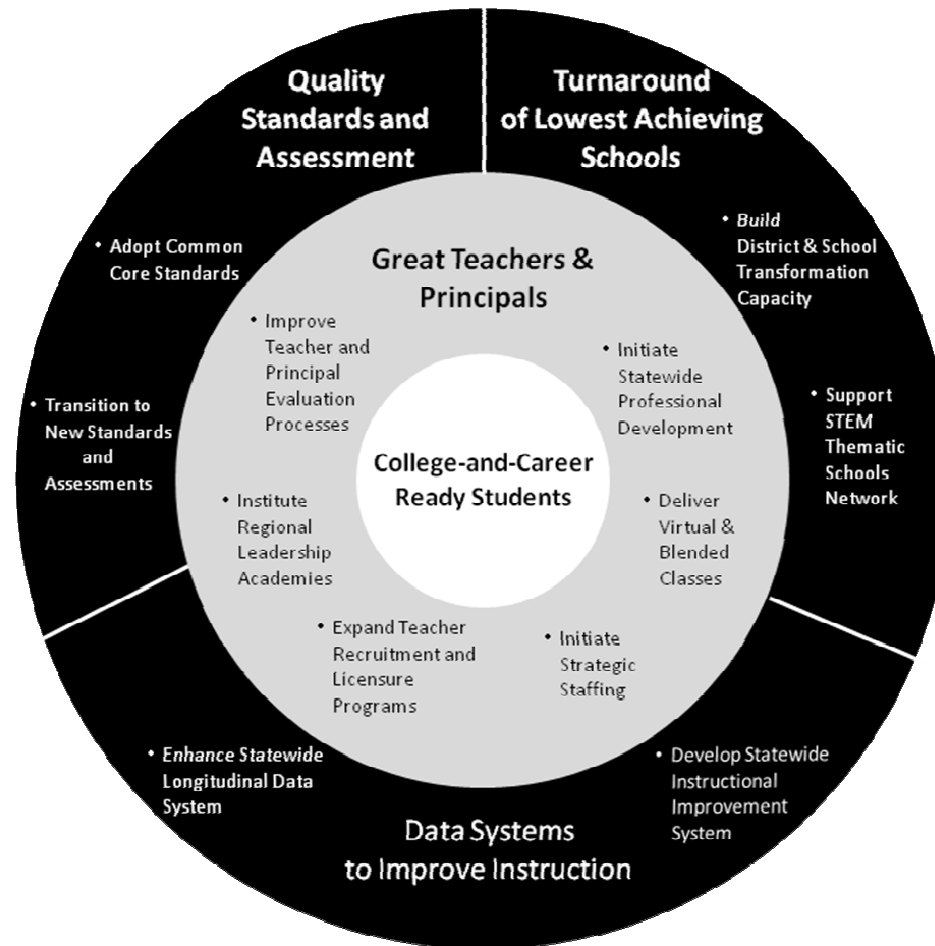 Quality
Standards and
Assessment
• Adopt Common
Core Standards
• Transition to
New Standards
and
Assessments
Turnaround
of Lowest Achieving
Schools
• Build
District & School
Transformation
Capacity
• Support
STEM
Thematic
Schools
Network
Great Teachers &
Principals
• Improve
Teacher and
Principal
Evaluation
Processes
• Initiate
Statewide
Professional
Development
• Institute
Regional
Leadership
Academies
• Deliver
Virtual &
Blended
Classes
• Expand Teacher
Recruitment and
Licensure
Programs
• Initiate
Strategic
Staffing
College-and-Career
Ready Students
• Enhance Statewide
Longitudinal Data
System
• Develop Statewide
Instructional
Improvement
System
Data Systems
to Improve Instruction